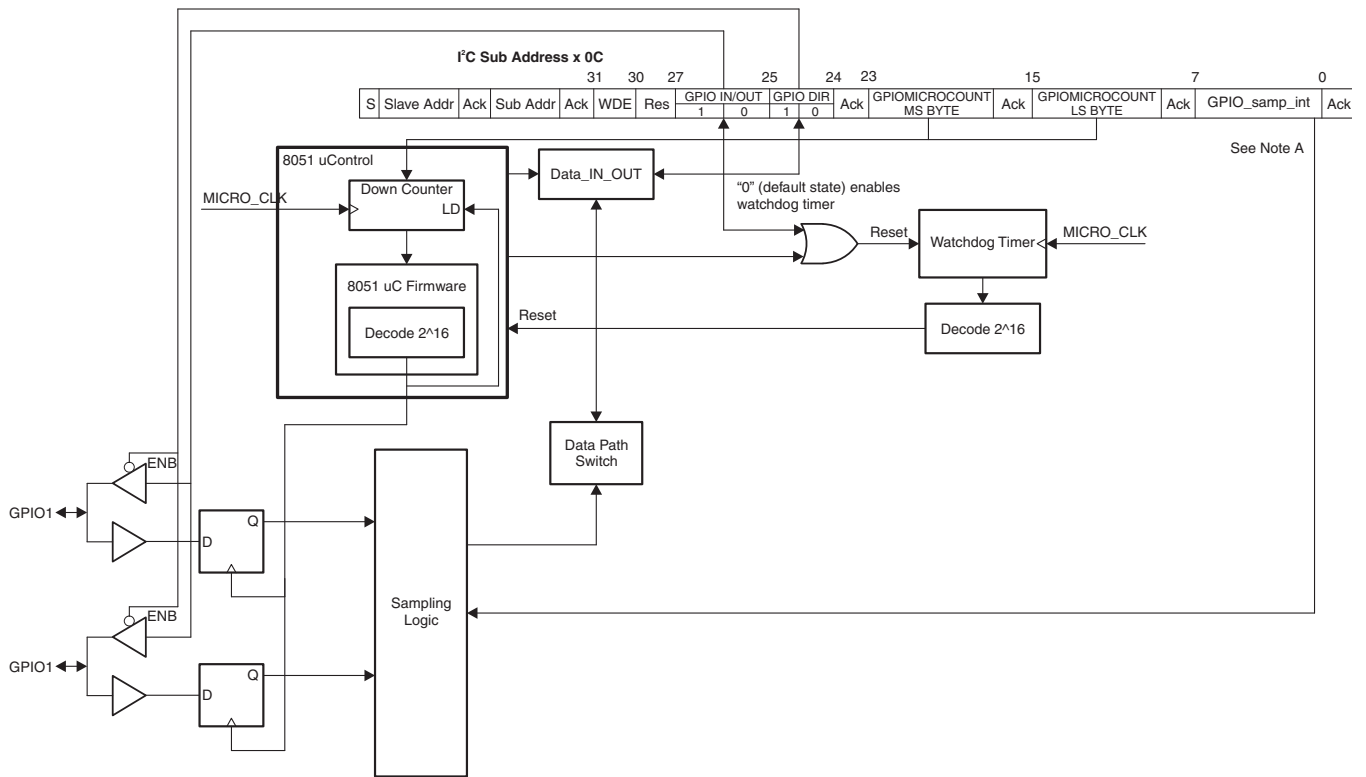 I²C Sub Address x 0C
31 30 27 25 24 23 15 7 0
S Slave Addr Ack Sub Addr Ack WDE Res GPIO IN/OUT GPIO DIR Ack GPIOMICROCOUNT Ack GPIOMICROCOUNT Ack GPIO_samp_int Ack
1 0 1 0 MS BYTE LS BYTE
See Note A
8051 uControl
Data_IN_OUT
"0" (default state) enables
watchdog timer
MICRO_CLK
Down Counter
LD
Reset
Watchdog Timer
MICRO_CLK
8051 uC Firmware
Decode 2^16
Reset
Decode 2^16
Data Path
Switch
ENB
GPIO1
D
Q
Sampling
Logic
ENB
GPIO1
D
Q